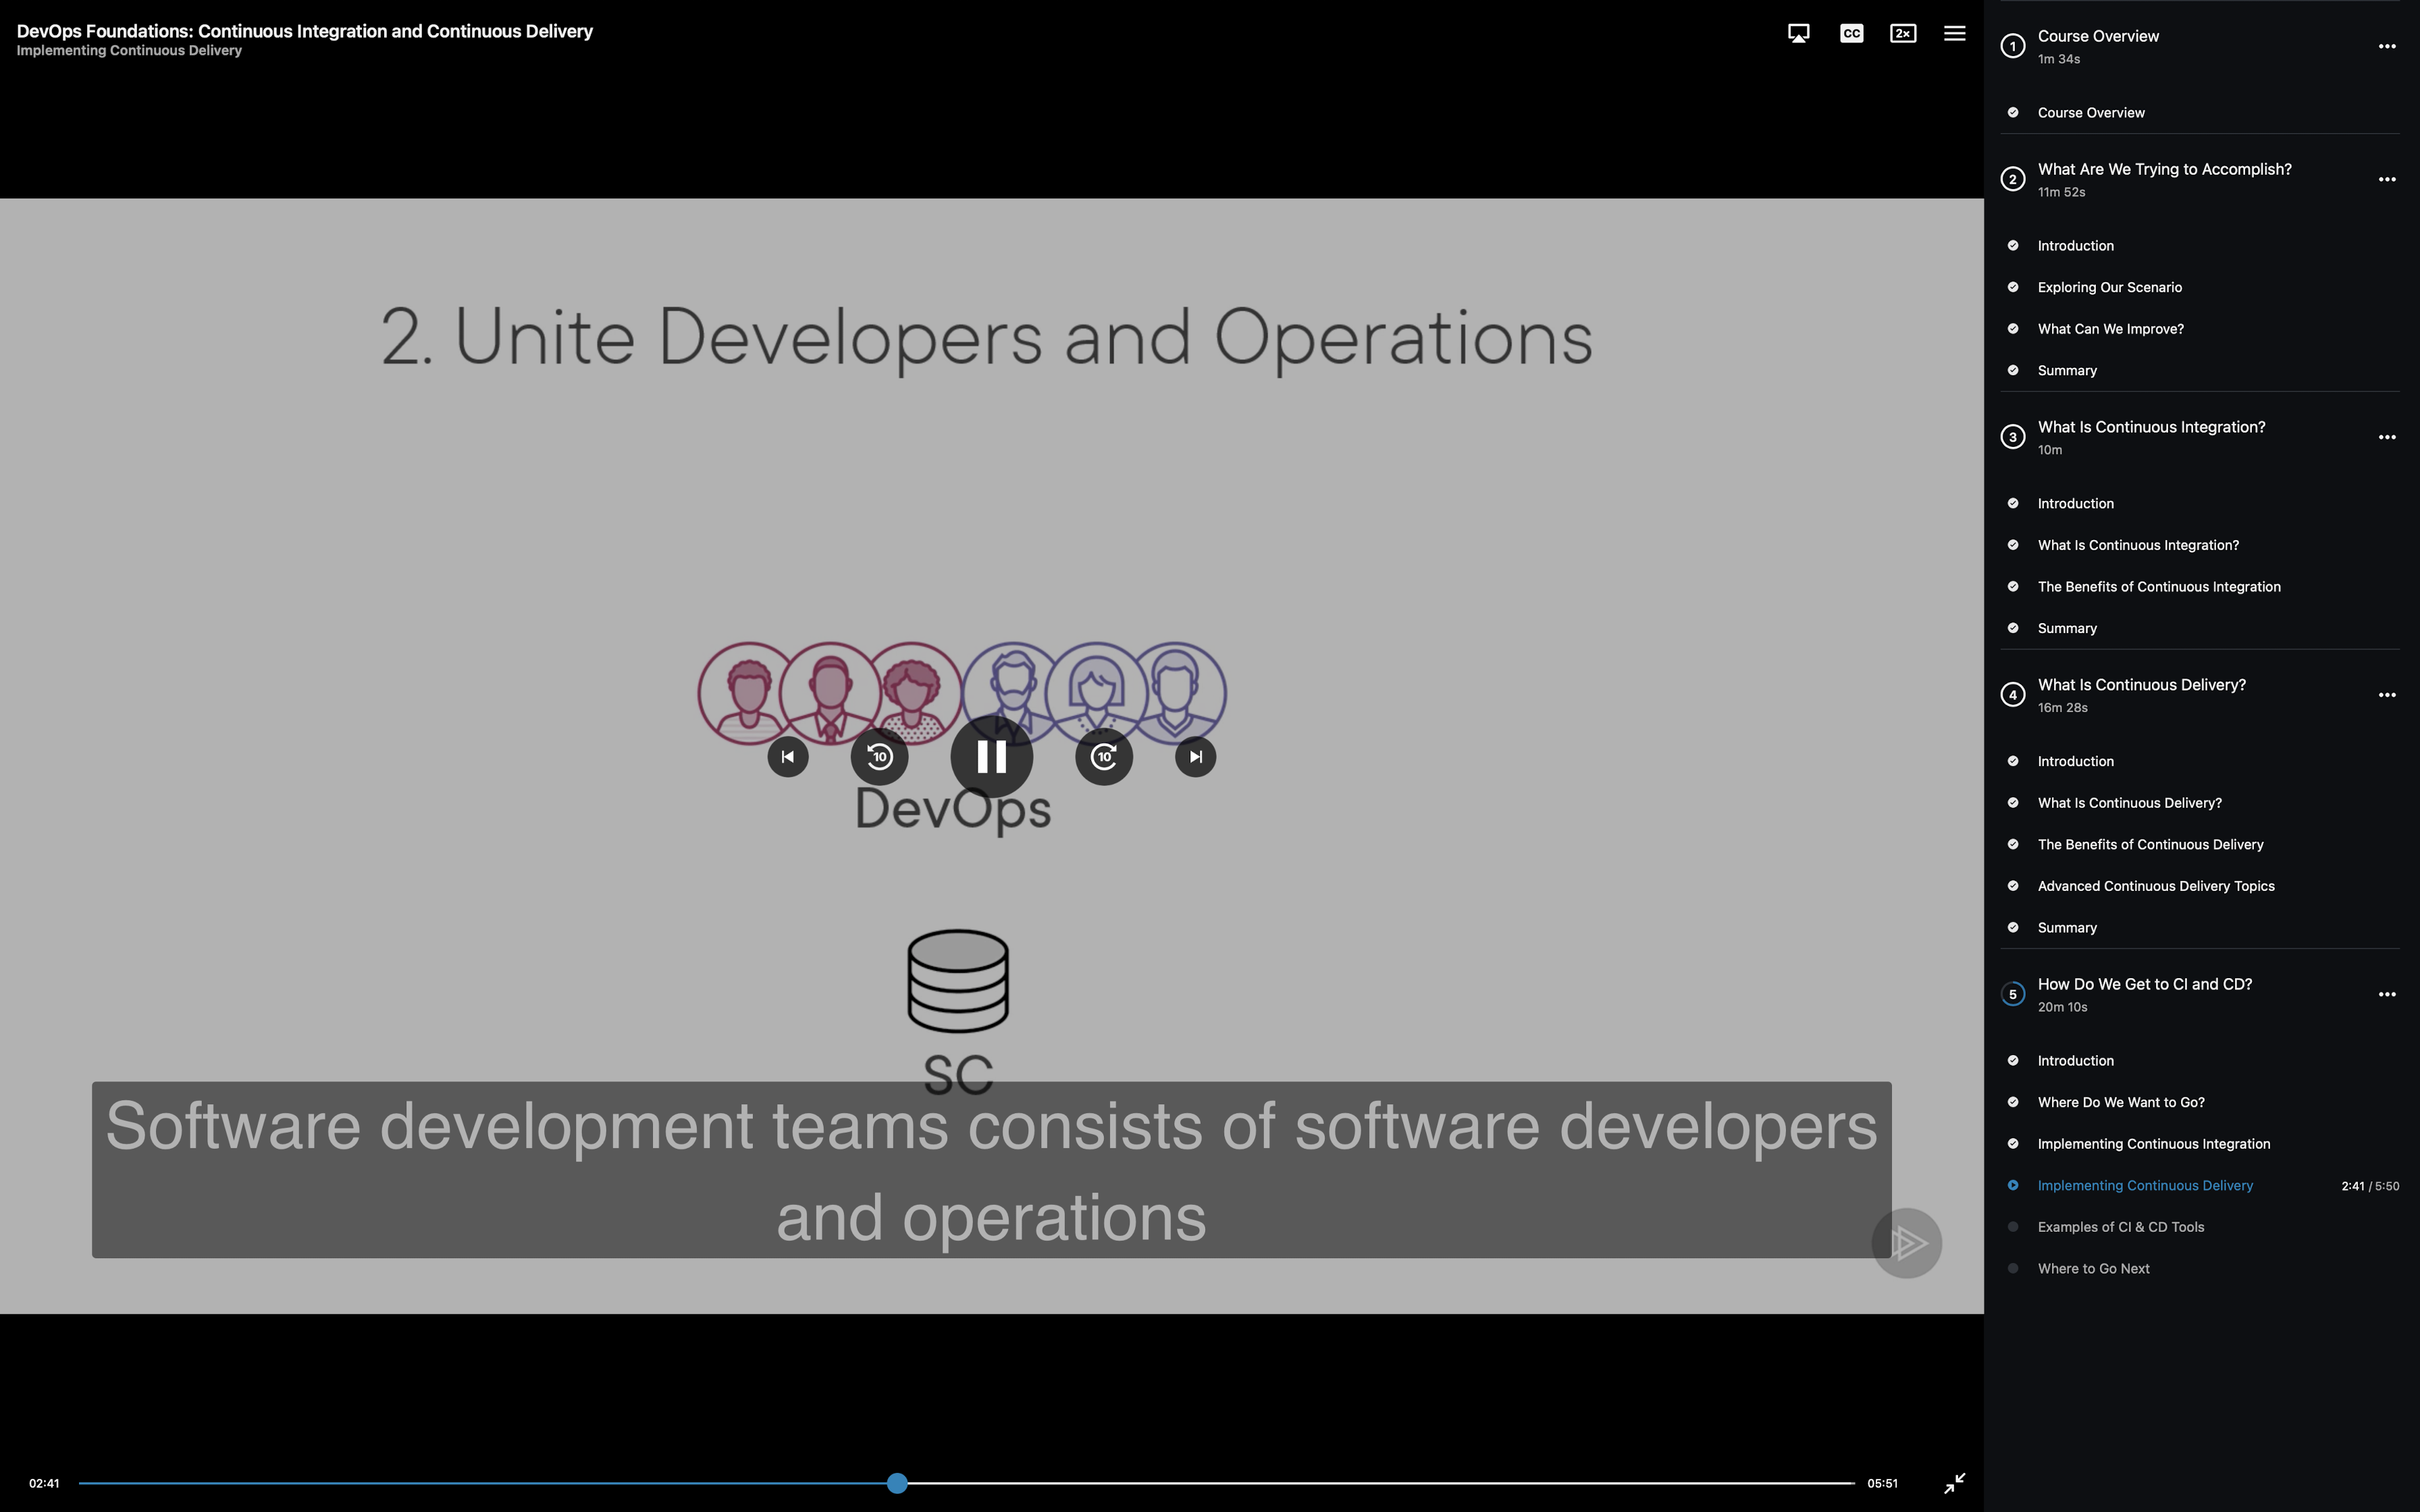 DevOps Foundations: Continuous Integration and Continuous Delivery
Implementing Continuous Delivery
CC
2×
2. Unite Developers and Operations
10
10
DevOps
SC
Software development teams consists of software developers
and operations
02:41
05:51
1
Course Overview
1m 34s
Course Overview
2
What Are We Trying to Accomplish?
11m 52s
Introduction
Exploring Our Scenario
What Can We Improve?
Summary
3
What Is Continuous Integration?
10m
Introduction
What Is Continuous Integration?
The Benefits of Continuous Integration
Summary
4
What Is Continuous Delivery?
16m 28s
Introduction
What Is Continuous Delivery?
The Benefits of Continuous Delivery
Advanced Continuous Delivery Topics
Summary
5
How Do We Get to CI and CD?
20m 10s
Introduction
Where Do We Want to Go?
Implementing Continuous Integration
Implementing Continuous Delivery 2:41 / 5:50
Examples of CI & CD Tools
Where to Go Next